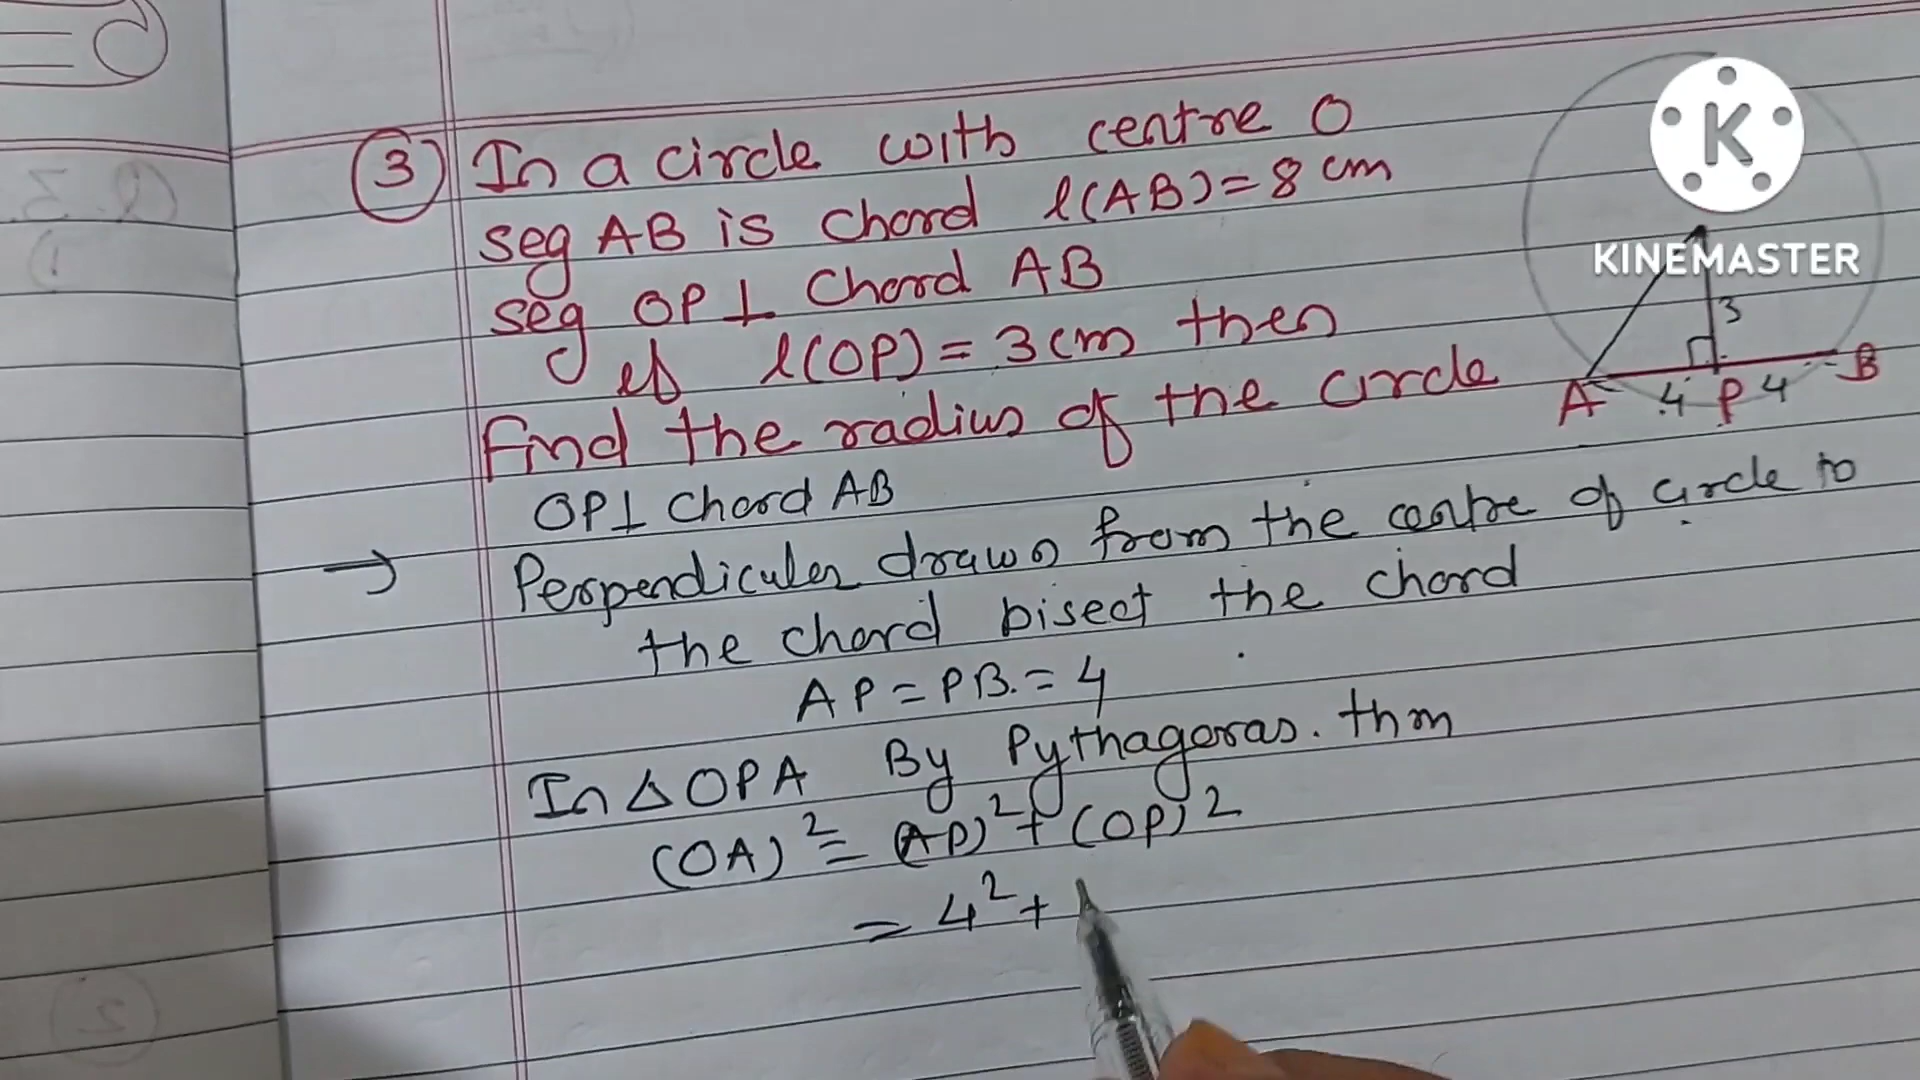 ③ In a circle with centre O
seg AB is chord l(AB) = 8 cm
seg OP ⊥ Chord AB
if l(OP) = 3 cm then
Find the radius of the circle
OP ⊥ Chord AB
→ Perpendicular drawn from the centre of circle to
the chord bisect the chord
AP = PB. = 4
In △ OPA By Pythagoras. thm
(OA)² = (AP)² + (OP)²
= 4² +
K
KINEMASTER
3
A 4 P 4 B